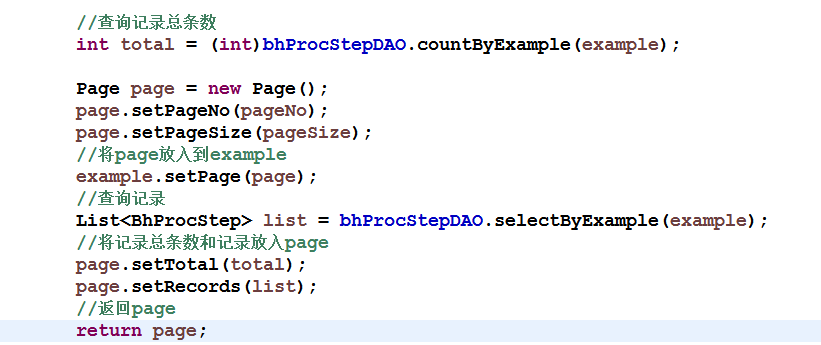 //查询记录总条数
int total = (int)bhProcStepDAO.countByExample(example);
Page page = new Page();
page.setPageNo(pageNo);
page.setPageSize(pageSize);
//将page放入到example
example.setPage(page);
//查询记录
List<BhProcStep> list = bhProcStepDAO.selectByExample(example);
//将记录总条数和记录放入page
page.setTotal(total);
page.setRecords(list);
//返回page
return page;